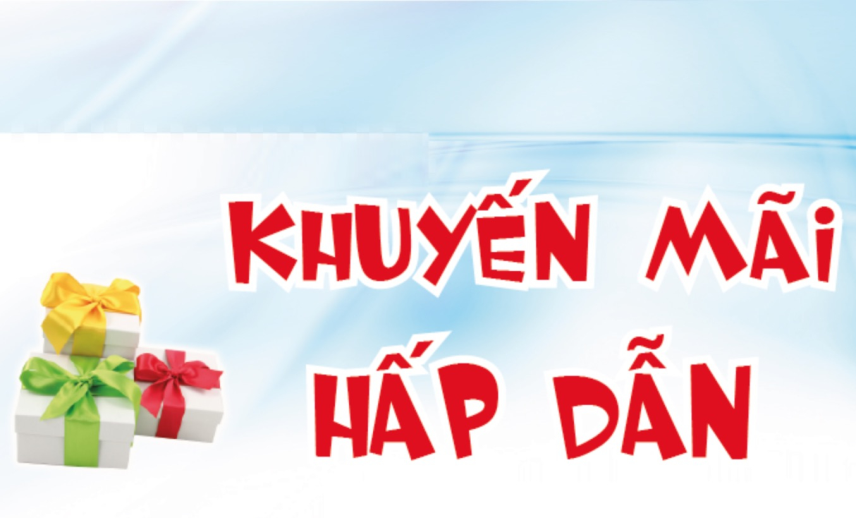 KHUYẾN MÃi
HẤP DẪN